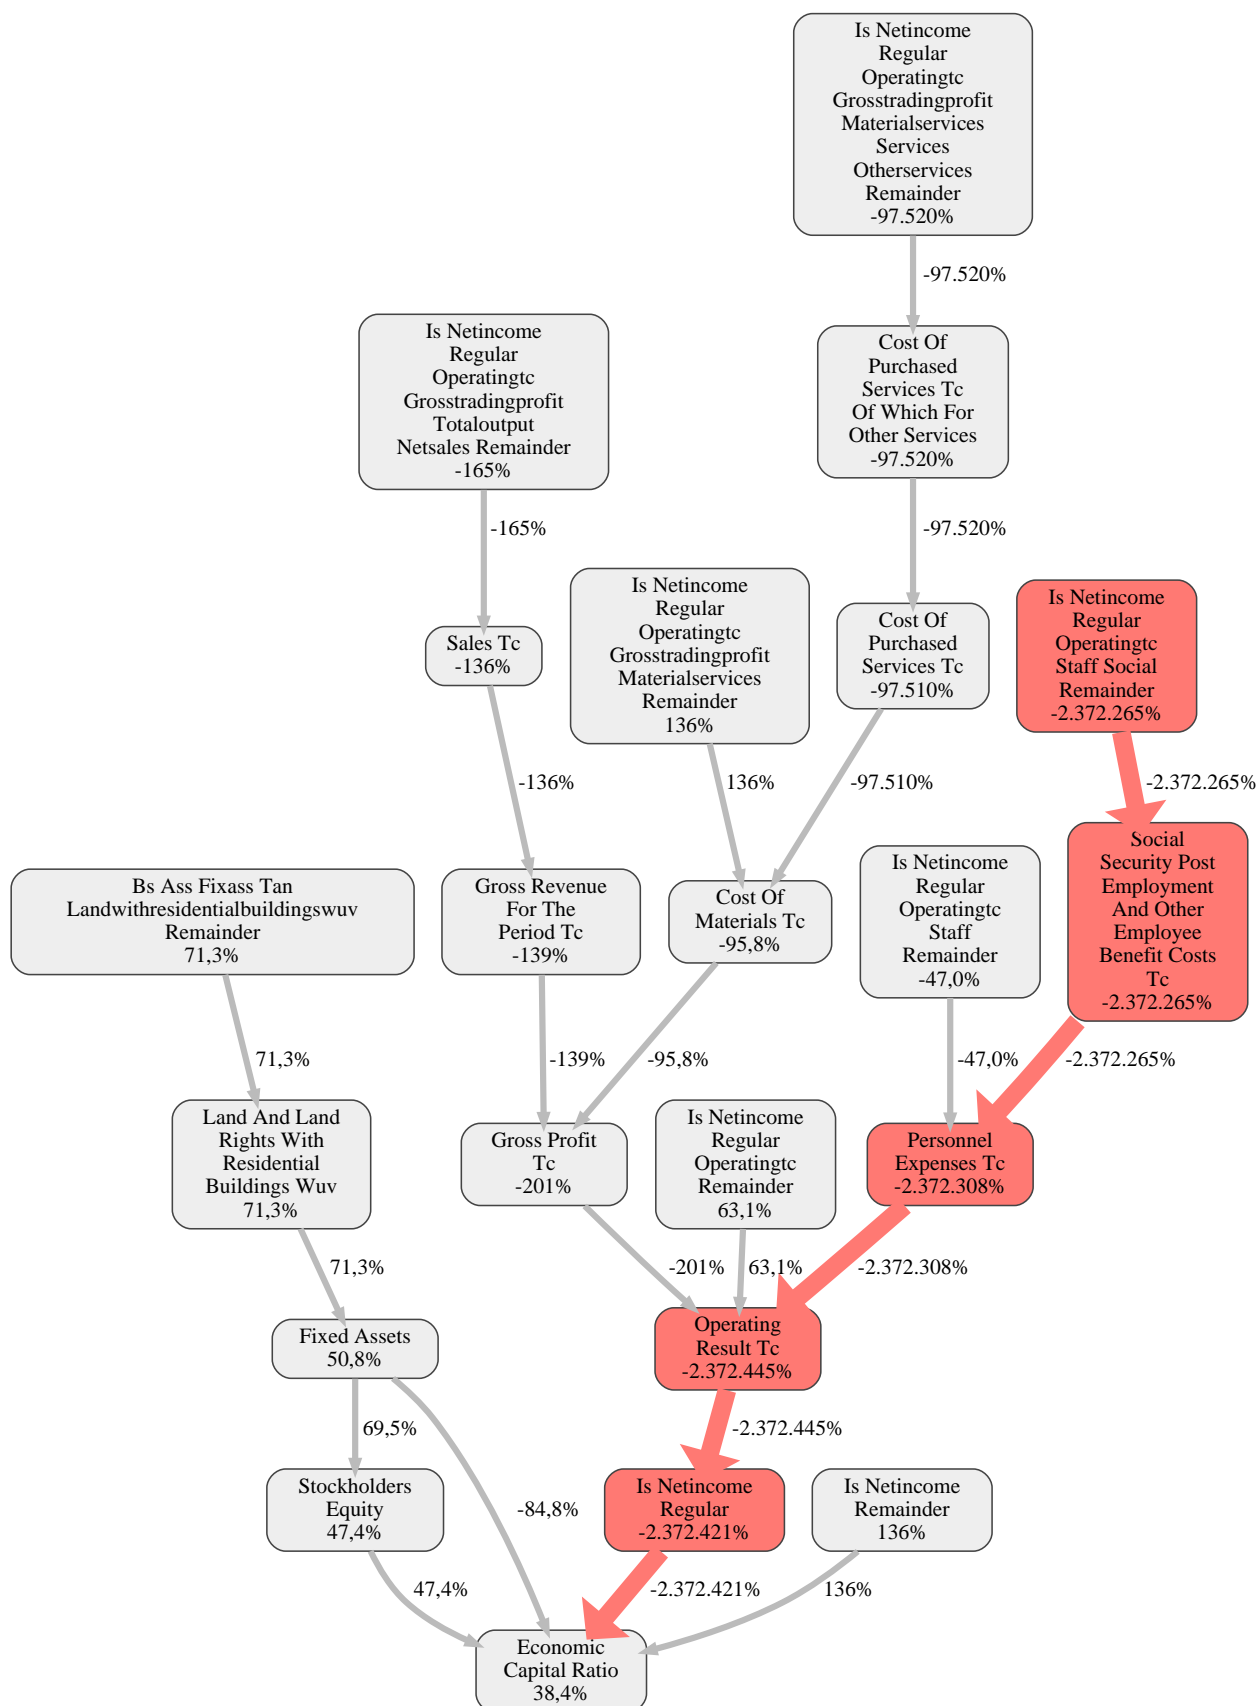 Is Netincome
Regular
Operatingtc
Grosstradingprofit
Materialservices
Services
Otherservices
Remainder
-97.520%
-97.520%
Is Netincome
Regular
Operatingtc
Grosstradingprofit
Totaloutput
Netsales Remainder
-165%
Cost Of
Purchased
Services Tc
Of Which For
Other Services
-97.520%
-165%
-97.520%
Is Netincome
Regular
Operatingtc
Grosstradingprofit
Materialservices
Remainder
136%
Is Netincome
Regular
Operatingtc
Staff Social
Remainder
-2.372.265%
Sales Tc
-136%
Cost Of
Purchased
Services Tc
-97.510%
-136%
136%
-97.510%
-2.372.265%
Bs Ass Fixass Tan
Landwithresidentialbuildingswuv
Remainder
71,3%
Gross Revenue
For The
Period Tc
-139%
Cost Of
Materials Tc
-95,8%
Is Netincome
Regular
Operatingtc
Staff
Remainder
-47,0%
Social
Security Post
Employment
And Other
Employee
Benefit Costs
Tc
-2.372.265%
71,3%
-139%
-95,8%
-47,0%
-2.372.265%
Land And Land
Rights With
Residential
Buildings Wuv
71,3%
Gross Profit
Tc
-201%
Is Netincome
Regular
Operatingtc
Remainder
63,1%
Personnel
Expenses Tc
-2.372.308%
71,3%
-201%
63,1%
-2.372.308%
Fixed Assets
50,8%
Operating
Result Tc
-2.372.445%
69,5%
-84,8%
-2.372.445%
Stockholders
Equity
47,4%
Is Netincome
Regular
-2.372.421%
Is Netincome
Remainder
136%
47,4%
-2.372.421%
136%
Economic
Capital Ratio
38,4%